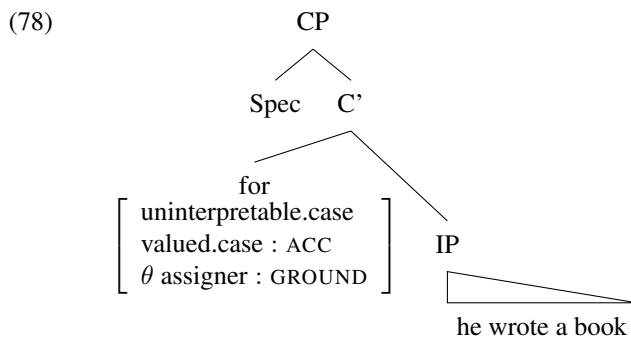 (78)
CP
Spec C’
for
uninterpretable.case
valued.case : ACC
θ assigner : GROUND
IP
he wrote a book